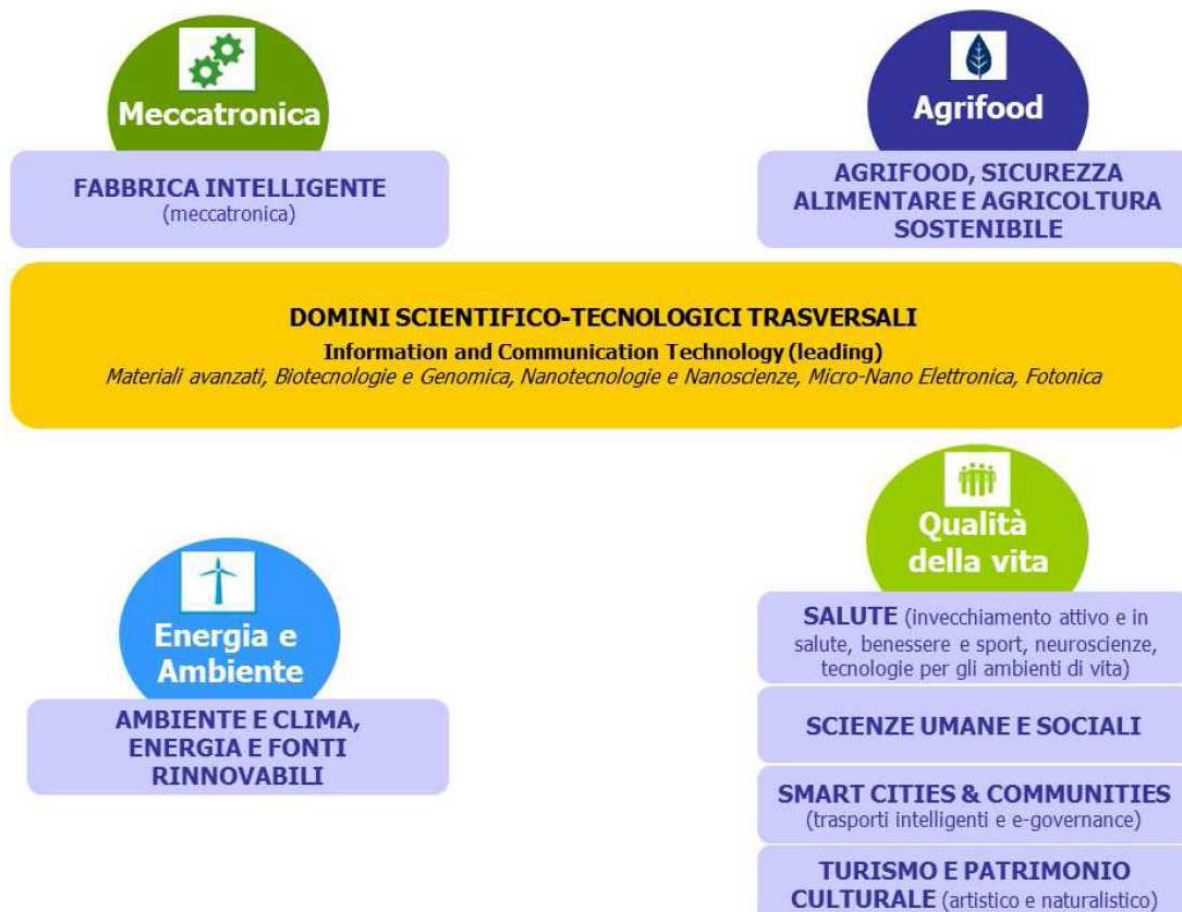 Meccatronica
FABBRICA INTELLIGENTE
(meccatronica)
Agrifood
AGRIFOOD, SICUREZZA
ALIMENTARE E AGRICOLTURA
SOSTENIBILE
DOMINI SCIENTIFICO-TECNOLOGICI TRASVERSALI
Information and Communication Technology (leading)
Materiali avanzati, Biotecnologie e Genomica, Nanotecnologie e Nanoscienze, Micro-Nano Elettronica, Fotonica
Energia e
Ambiente
AMBIENTE E CLIMA,
ENERGIA E FONTI
RINNOVABILI
Qualità
della vita
SALUTE (invecchiamento attivo e in
salute, benessere e sport, neuroscienze,
tecnologie per gli ambienti di vita)
SCIENZE UMANE E SOCIALI
SMART CITIES & COMMUNITIES
(trasporti intelligenti e e-governance)
TURISMO E PATRIMONIO
CULTURALE (artistico e naturalistico)